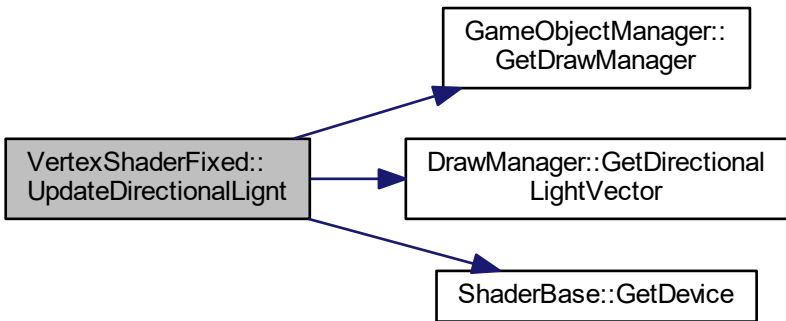 VertexShaderFixed::
UpdateDirectionalLignt
GameObjectManager::
GetDrawManager
DrawManager::GetDirectional
LightVector
ShaderBase::GetDevice